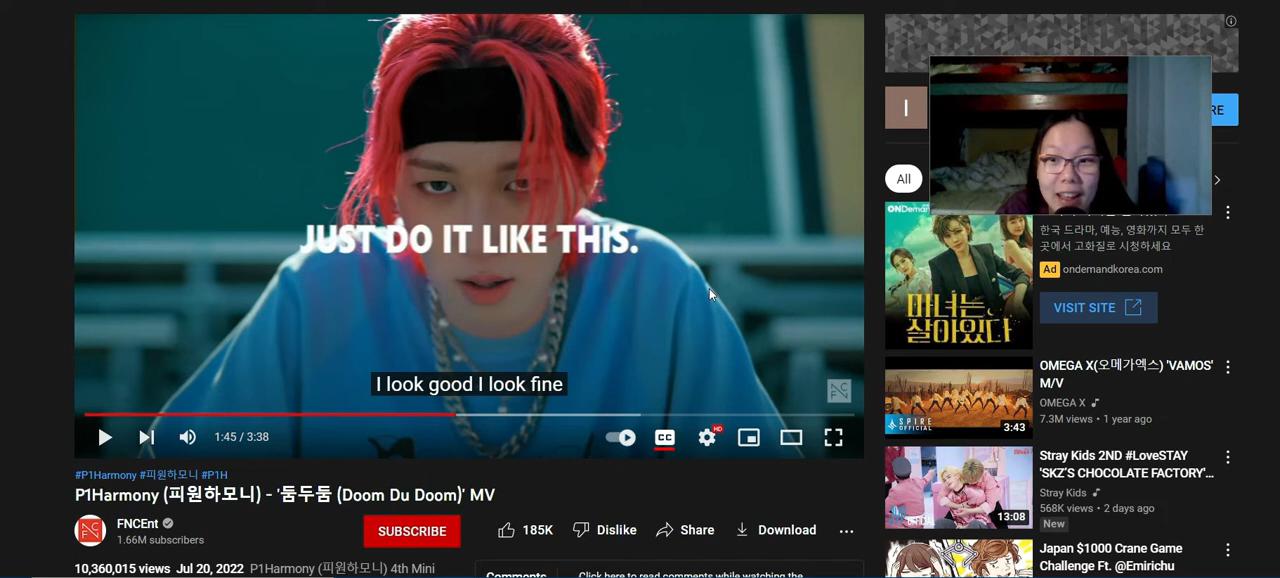 JUST DO IT LIKE THIS.
I look good I look fine
1:45 / 3:38
CC
HD
#P1Harmony #피원하모니 #P1H
P1Harmony (피원하모니) - '둠두둠 (Doom Du Doom)' MV
FNCEnt
1.66M subscribers
SUBSCRIBE
185K
Dislike
Share
Download
10,360,015 views Jul 20, 2022 P1Harmony (피원하모니) 4th Mini
Comments
Click here to read comments while watching the
I
RE
All
ONDeman
마녀는
살아있다
한국 드라마, 예능, 영화까지 모두 한
곳에서 고화질로 시청하세요
Ad ondemandkorea.com
VISIT SITE
SPIRE
OFFICIAL
3:43
OMEGA X(오메가엑스) 'VAMOS'
M/V
OMEGA X
7.3M views • 1 year ago
13:08
Stray Kids 2ND #LoveSTAY
'SKZ'S CHOCOLATE FACTORY'...
Stray Kids
568K views • 2 days ago
New
Japan $1000 Crane Game
Challenge Ft. @Emirichu